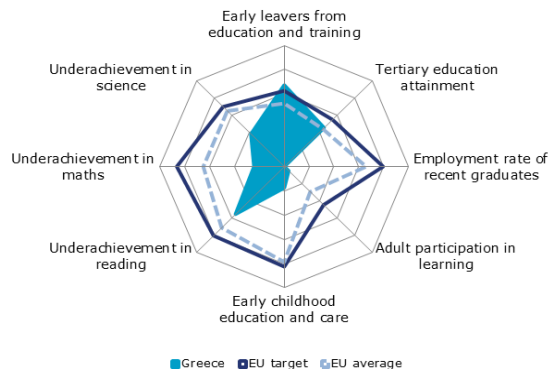 Early leavers from
education and training
Tertiary education
attainment
Employment rate of
recent graduates
Adult participation in
learning
Early childhood
education and care
Underachievement in
reading
Underachievement in
maths
Underachievement in
science
Greece EU target EU average